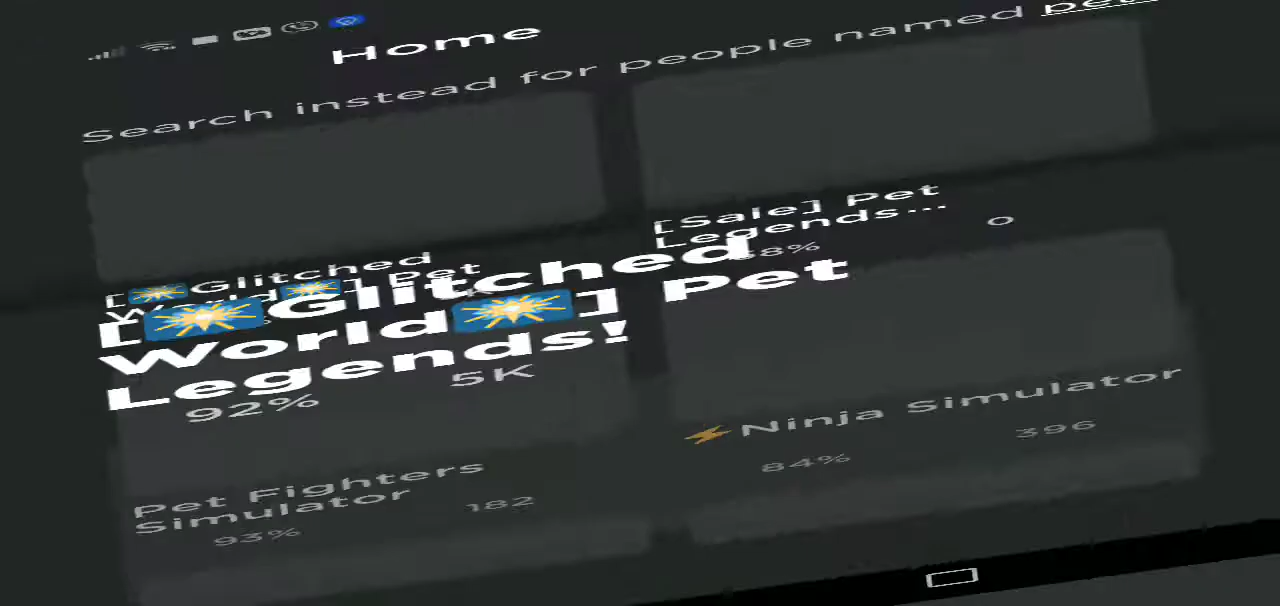 Home
Search instead for people named
[💥Glitched
World💥] Pet
[Sale] Pet
Legends...
0
[💥Glitched
World💥] Pet
Legends!
92%
5K
Pet Fighters
Simulator
93%
182
⚡Ninja Simulator
84%
396